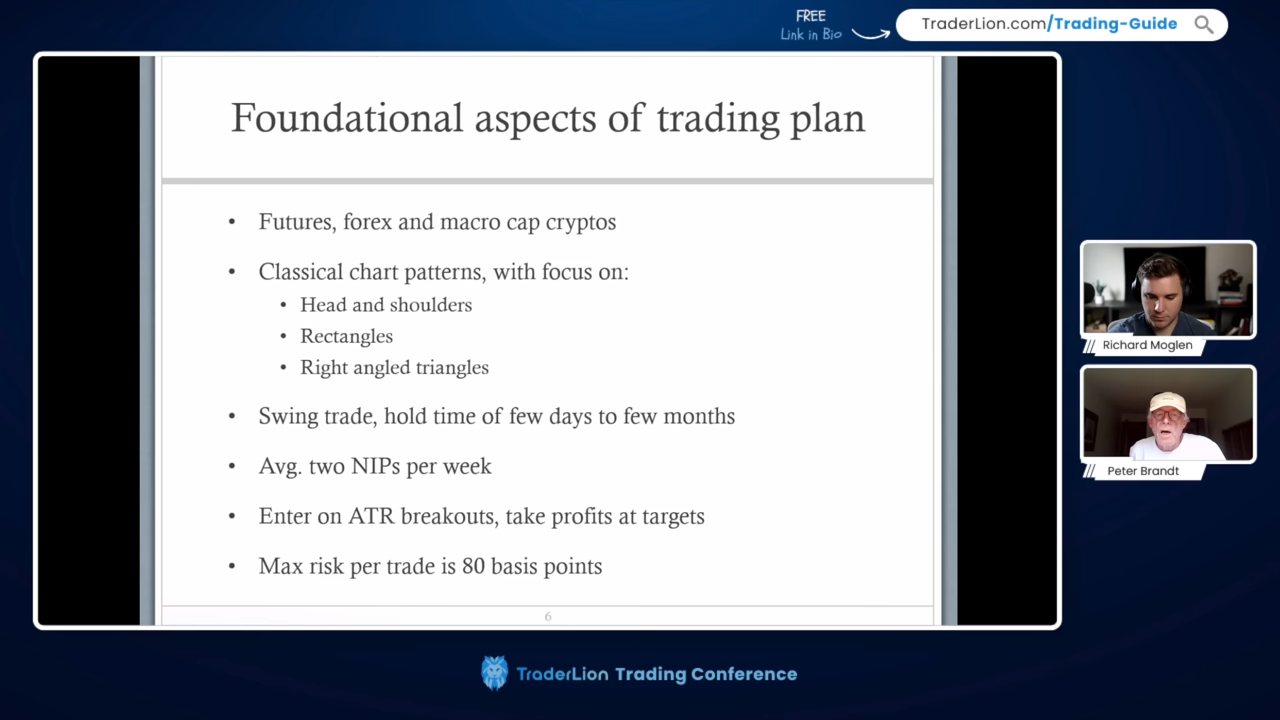 FREE
Link in Bio
TraderLion.com/Trading-Guide
Foundational aspects of trading plan
• Futures, forex and macro cap cryptos
• Classical chart patterns, with focus on:
• Head and shoulders
• Rectangles
• Right angled triangles
• Swing trade, hold time of few days to few months
• Avg. two NIPs per week
• Enter on ATR breakouts, take profits at targets
• Max risk per trade is 80 basis points
6
Richard Moglen
Peter Brandt
TraderLion Trading Conference